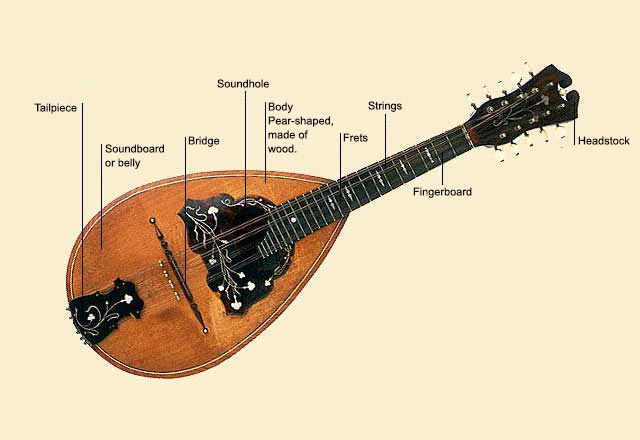 Soundhole
Tailpiece
Body
Pear-shaped,
made of
wood.
Strings
Soundboard
or belly
Bridge
Frets
Headstock
Fingerboard